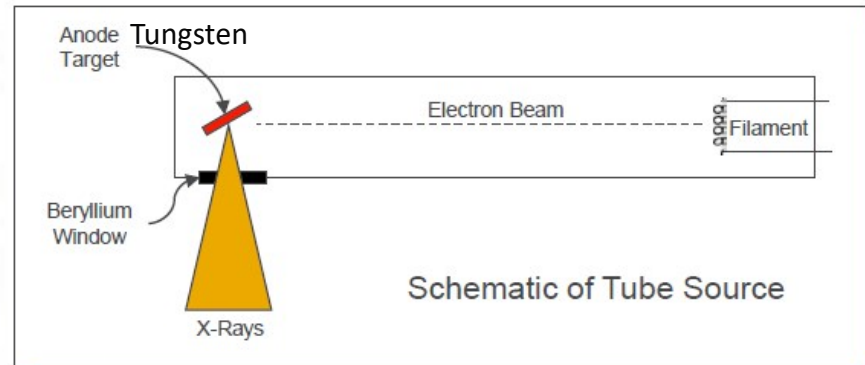 Anode Tungsten
Target
Electron Beam
Filament
Beryllium
Window
Schematic of Tube Source
X-Rays